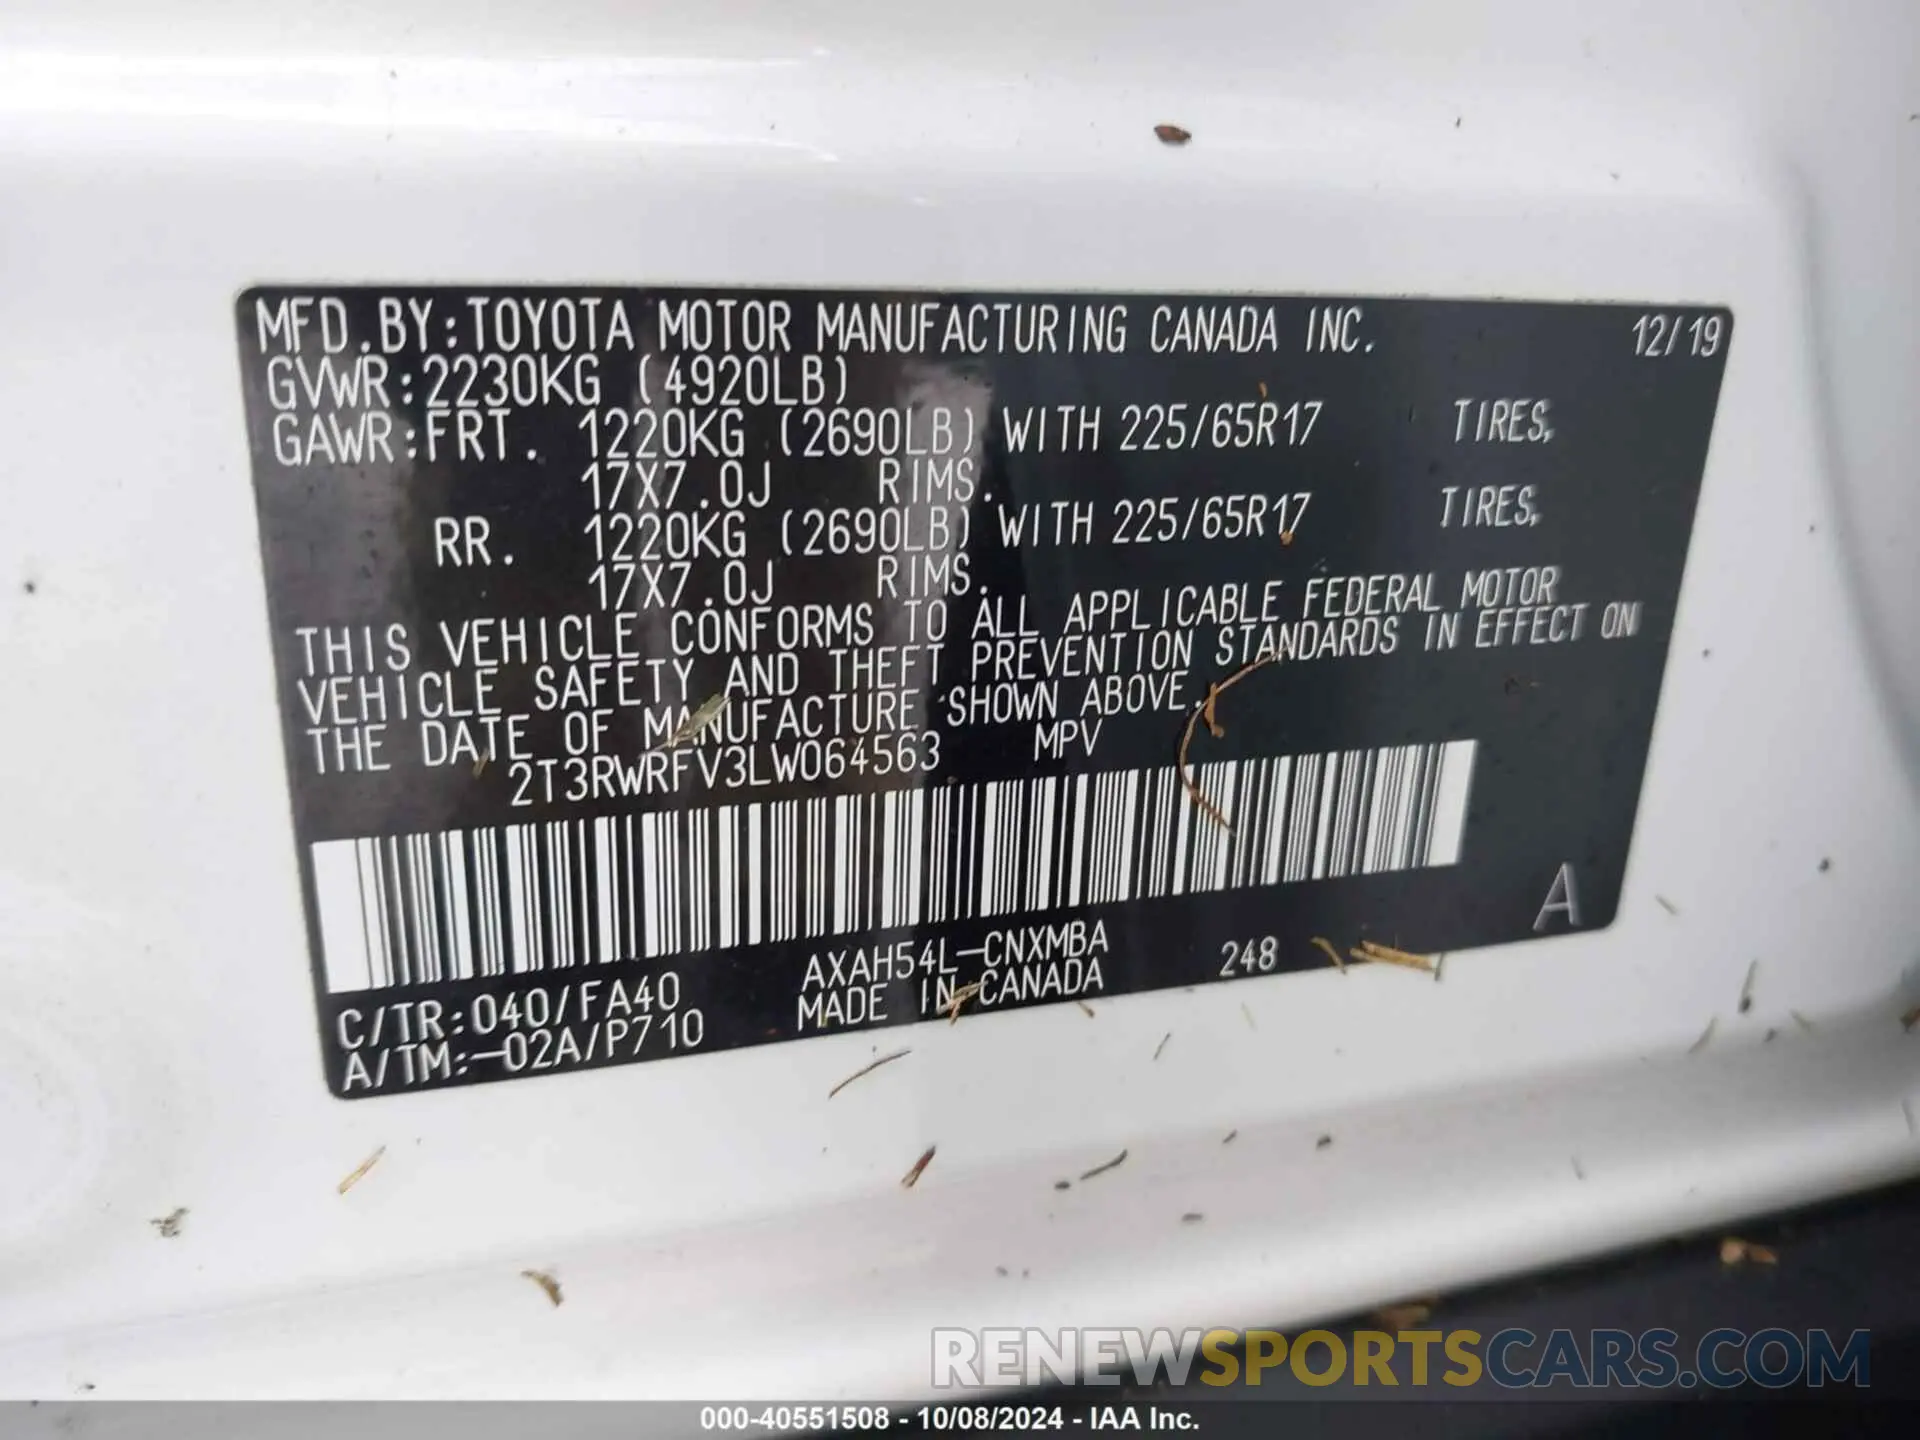 MFD.BY:TOYOTA MOTOR MANUFACTURING CANADA INC. 12/19
GVWR:2230KG (4920LB)
GAWR:FRT. 1220KG (2690LB) WITH 225/65R17 TIRES,
17X7.0J RIMS.
RR. 1220KG (2690LB) WITH 225/65R17 TIRES,
17X7.0J RIMS.
THIS VEHICLE CONFORMS TO ALL APPLICABLE FEDERAL MOTOR
VEHICLE SAFETY AND THEFT PREVENTION STANDARDS IN EFFECT ON
THE DATE OF MANUFACTURE SHOWN ABOVE.
2T3RWRFV3LW064563 MPV
A
C/TR:040/FA40 AXAH54L-CNXMBA 248
A/TM:-02A/P710 MADE IN CANADA
RENEWSPORTSCARS.COM
000-40551508 - 10/08/2024 - IAA Inc.